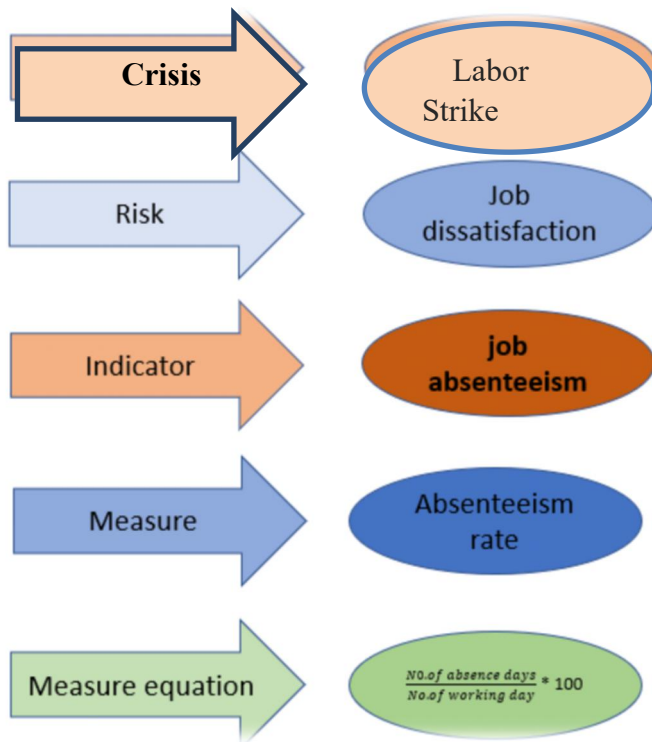 Crisis
Labor
Strike
Risk
Job
dissatisfaction
Indicator
job
absenteeism
Measure
Absenteeism
rate
Measure equation
NO.of absence days
No.of working day
* 100